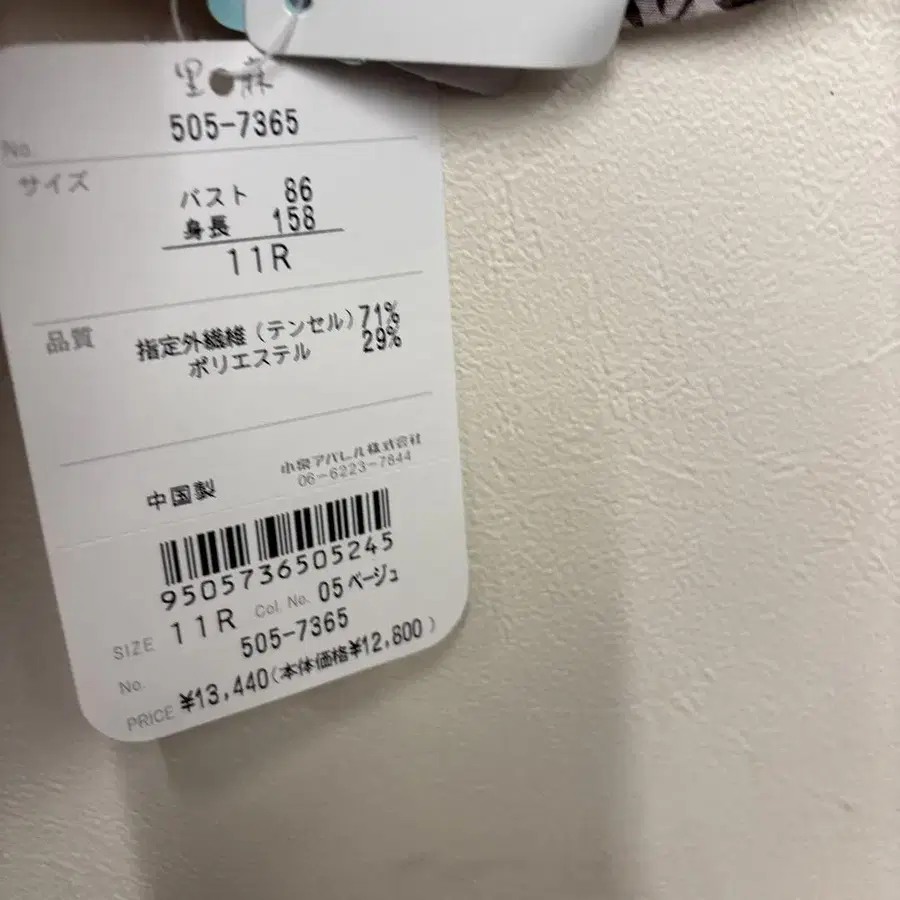 No. 505-7365
サイズ
バスト 86
身長 158
11R
品質
指定外繊維(テンセル) 71%
ポリエステル 29%
小泉アパレル株式会社
06-6223-7844
中国製
9505736505245
SIZE 11R Col. No. 05 ベージュ
No. 505-7365
PRICE ¥13,440(本体価格¥12,800)